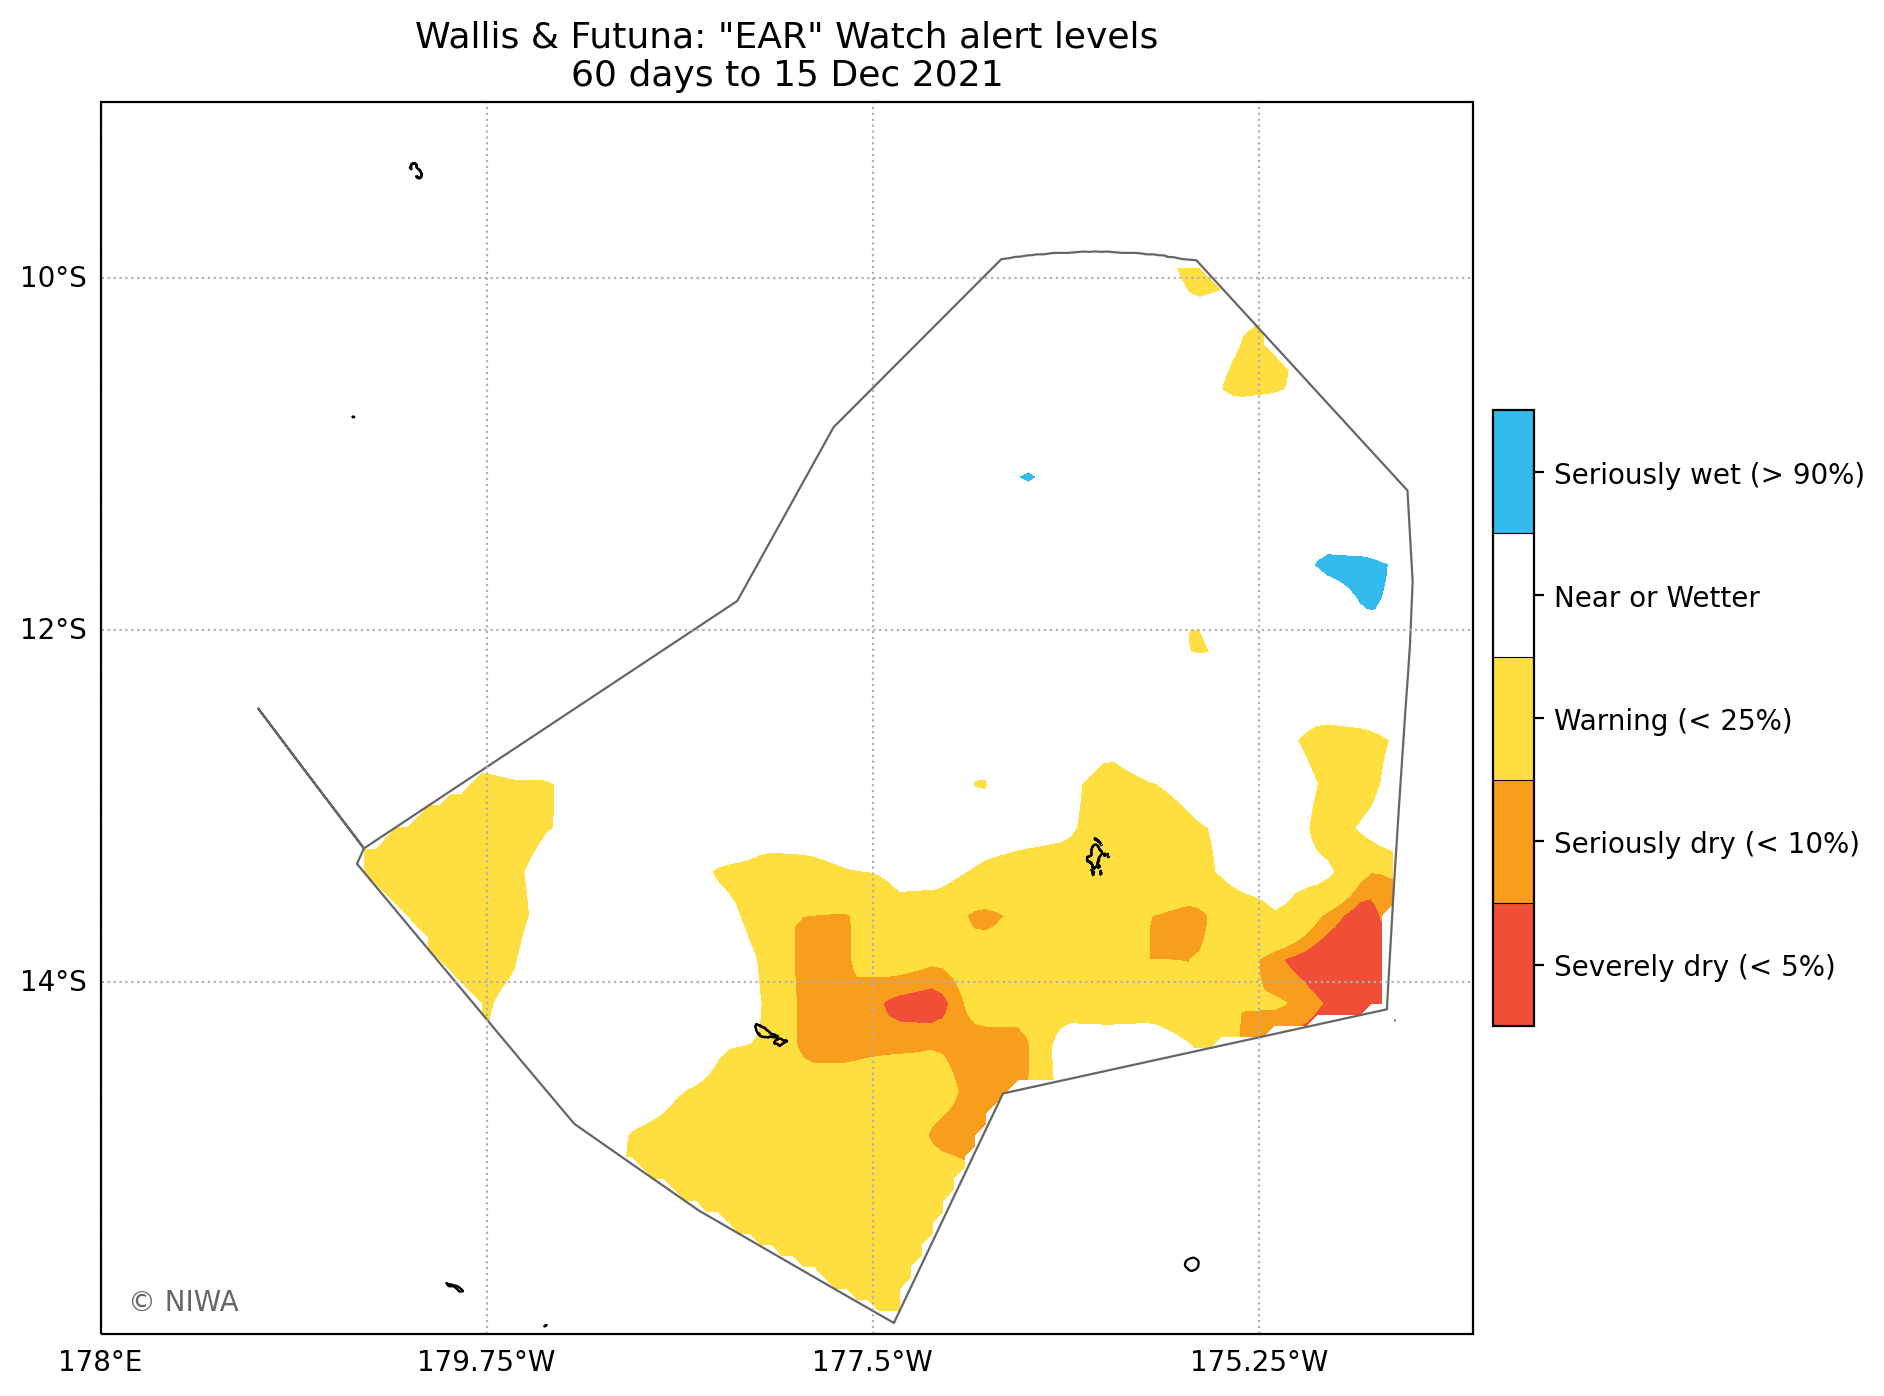 Wallis & Futuna: "EAR" Watch alert levels
60 days to 15 Dec 2021
10°S
12°S
14°S
178°E
179.75°W
177.5°W
175.25°W
Seriously wet (> 90%)
Near or Wetter
Warning (< 25%)
Seriously dry (< 10%)
Severely dry (< 5%)
© NIWA